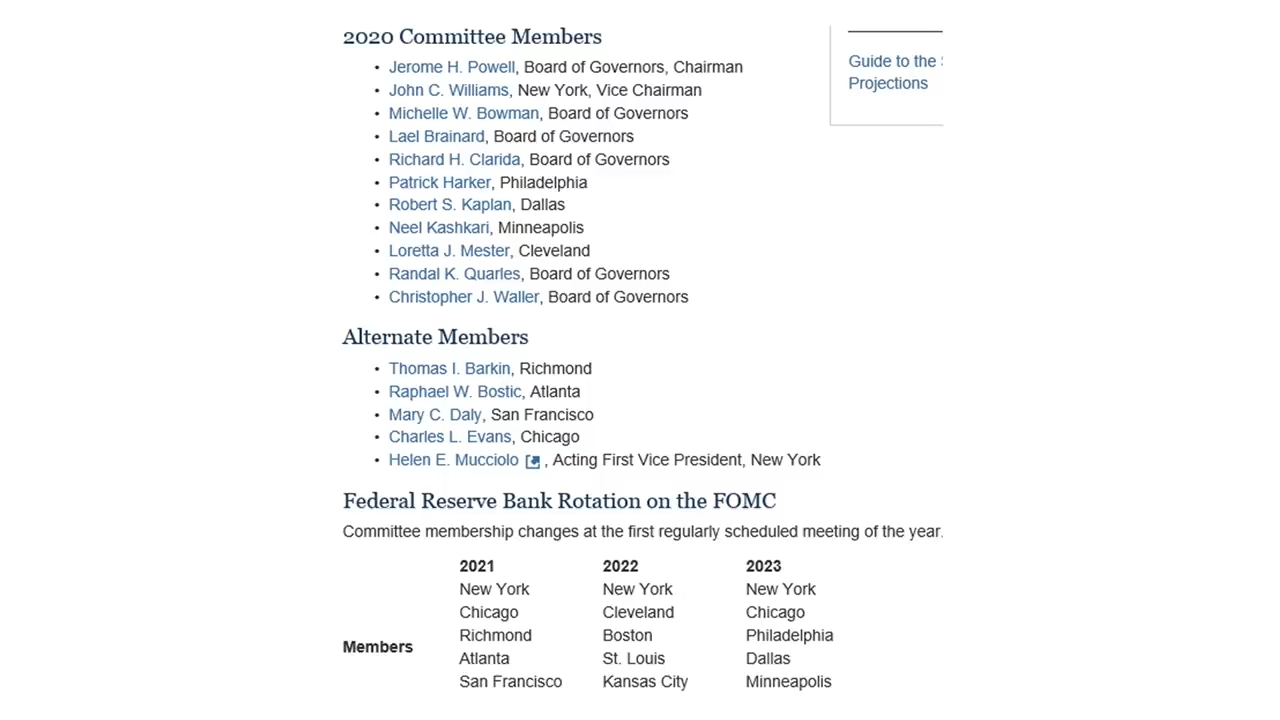 2020 Committee Members
• Jerome H. Powell, Board of Governors, Chairman
• John C. Williams, New York, Vice Chairman
• Michelle W. Bowman, Board of Governors
• Lael Brainard, Board of Governors
• Richard H. Clarida, Board of Governors
• Patrick Harker, Philadelphia
• Robert S. Kaplan, Dallas
• Neel Kashkari, Minneapolis
• Loretta J. Mester, Cleveland
• Randal K. Quarles, Board of Governors
• Christopher J. Waller, Board of Governors
Guide to the
Projections
Alternate Members
• Thomas I. Barkin, Richmond
• Raphael W. Bostic, Atlanta
• Mary C. Daly, San Francisco
• Charles L. Evans, Chicago
• Helen E. Mucciolo , Acting First Vice President, New York
Federal Reserve Bank Rotation on the FOMC
Committee membership changes at the first regularly scheduled meeting of the year.
2021 2022 2023
New York New York New York
Chicago Cleveland Chicago
Richmond Boston Philadelphia
Members
Atlanta St. Louis Dallas
San Francisco Kansas City Minneapolis